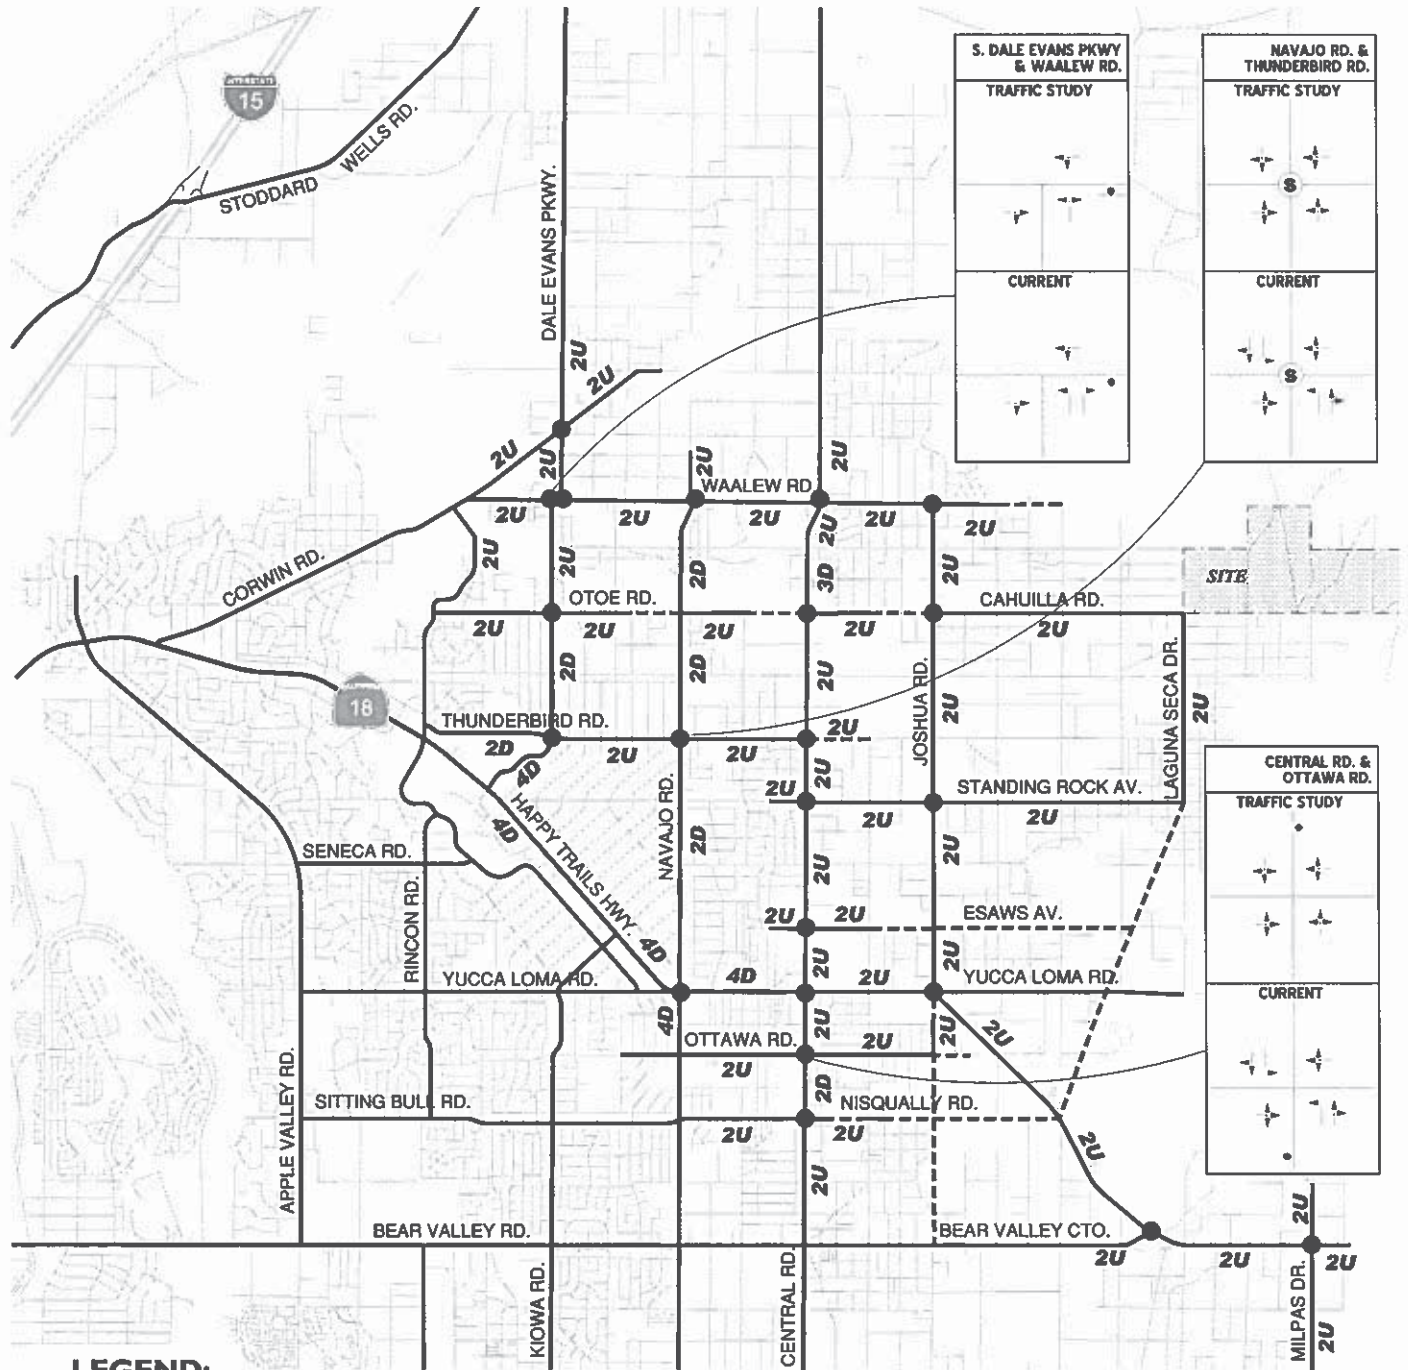 S. DALE EVANS PKWY
& WAALEW RD.
TRAFFIC STUDY
CURRENT
NAVAJO RD. &
THUNDERBIRD RD.
TRAFFIC STUDY
S
CURRENT
S
INTERSTATE
15
STODDARD WELLS RD.
DALE EVANS PKWY.
2U
2U
2U
2U
2U
2U
WAALEW RD
2U
2U
2U
2U
2U
2U
2U
2U
2D
3D
2U
SITE
CORWIN RD.
OTOE RD.
CAHUILLA RD.
2U
2U
2U
2U
2U
2D
2D
2U
JOSHUA RD.
2U
LAGUNA SECA DR.
2U
18
THUNDERBIRD RD.
2D
2U
2U
2U
4D
2U
2U
STANDING ROCK AV.
2U
2U
HAPPY TRAILS HWY.
4D
NAVAJO RD.
2D
2U
2U
CENTRAL RD. &
OTTAWA RD.
TRAFFIC STUDY
CURRENT
SENECA RD.
RINCON RD.
2U
2U
ESAWS AV.
4D
2U
2U
YUCCA LOMA RD.
4D
2U
YUCCA LOMA RD.
4D
OTTAWA RD.
2U
2U
2U
2U
2U
2D
APPLE VALLEY RD.
SITTING BULL RD.
NISQUALLY RD.
2U
2U
2U
2U
BEAR VALLEY RD.
BEAR VALLEY CTO.
2U
2U
2U
2U
KIOWA RD.
CENTRAL RD.
MILPAS DR.
2U
LEGEND: